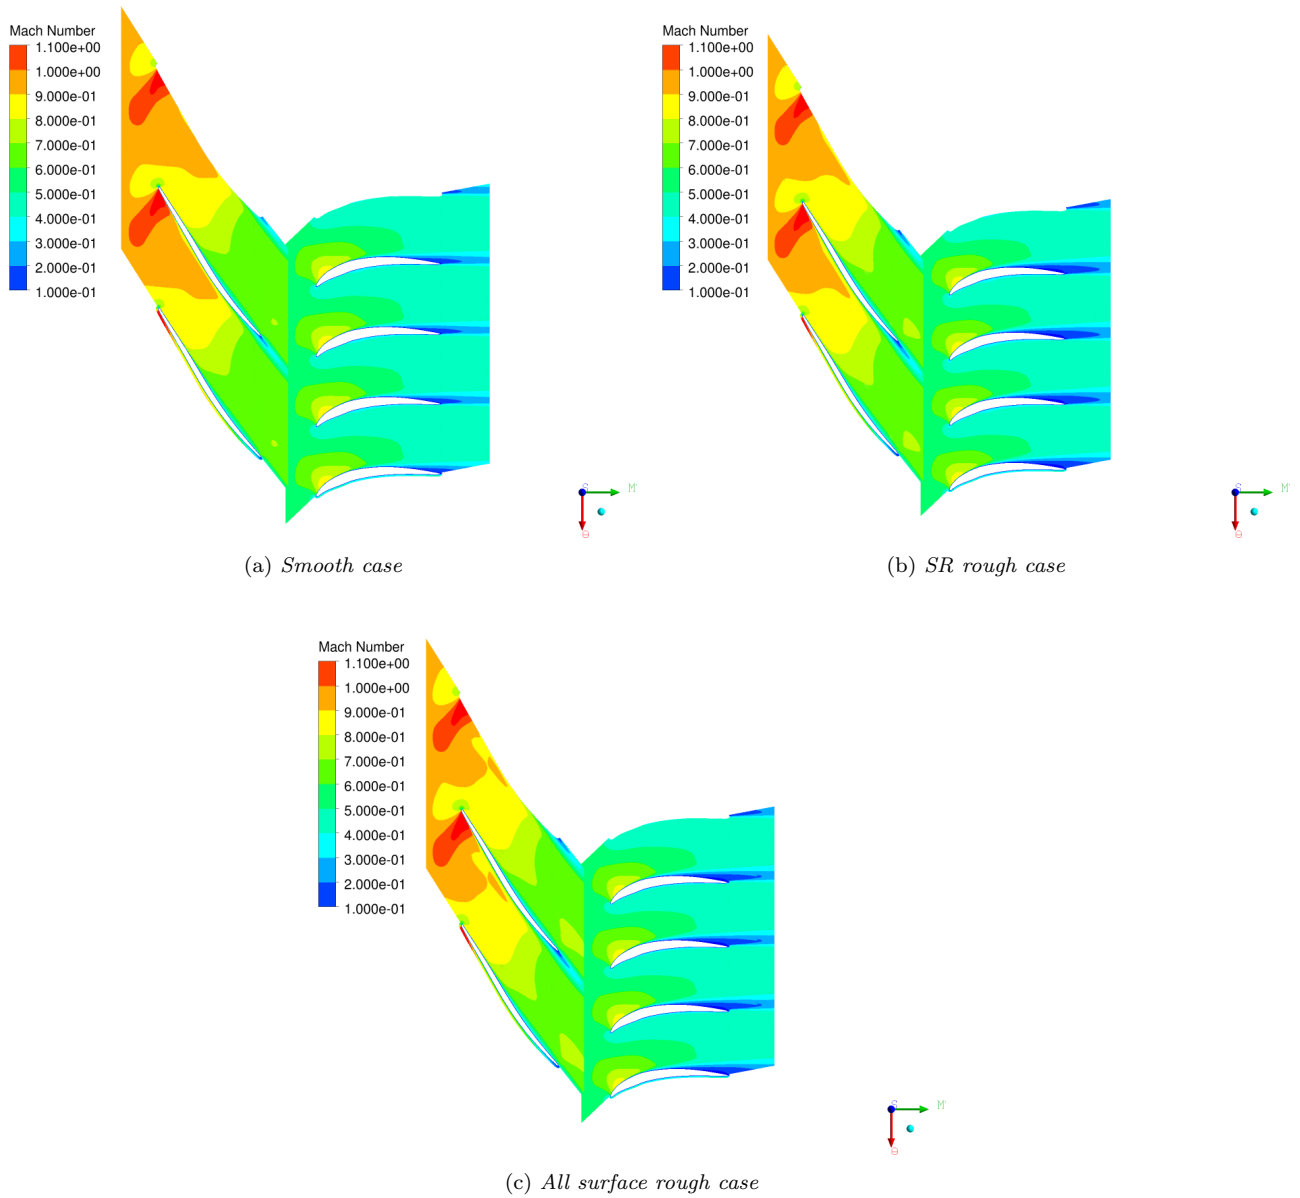 Mach Number
1.100e+00
1.000e+00
9.000e-01
8.000e-01
7.000e-01
6.000e-01
5.000e-01
4.000e-01
3.000e-01
2.000e-01
1.000e-01
S
M'
Θ
(a) Smooth case
Mach Number
1.100e+00
1.000e+00
9.000e-01
8.000e-01
7.000e-01
6.000e-01
5.000e-01
4.000e-01
3.000e-01
2.000e-01
1.000e-01
S
M'
Θ
(b) SR rough case
Mach Number
1.100e+00
1.000e+00
9.000e-01
8.000e-01
7.000e-01
6.000e-01
5.000e-01
4.000e-01
3.000e-01
2.000e-01
1.000e-01
S
M'
Θ
(c) All surface rough case